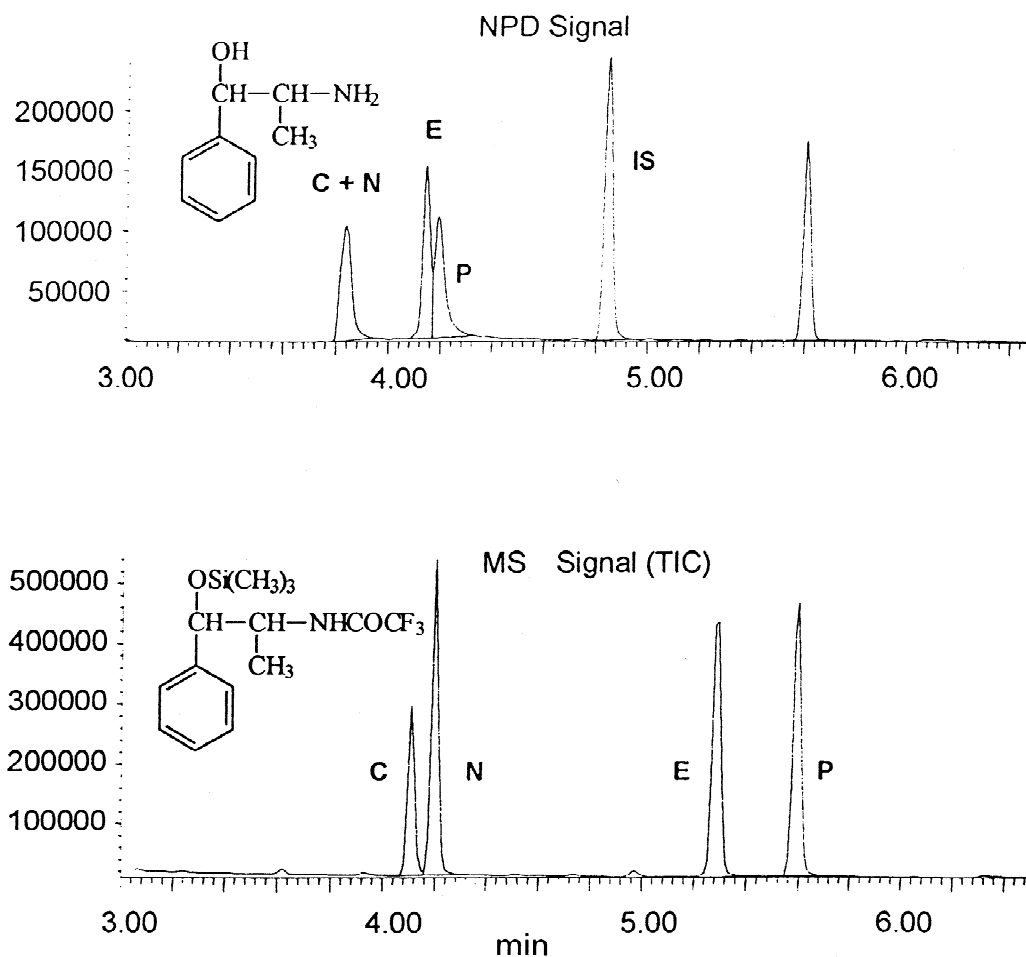 NPD Signal
OH
CH—CH—NH₂
CH₃
E
IS
C + N
P
200000
150000
100000
50000
3.00 4.00 5.00 6.00
MS Signal (TIC)
OSi(CH₃)₃
CH—CH—NHCOCF₃
CH₃
500000
400000
300000
200000
100000
C N E P
3.00 4.00 5.00 6.00
min